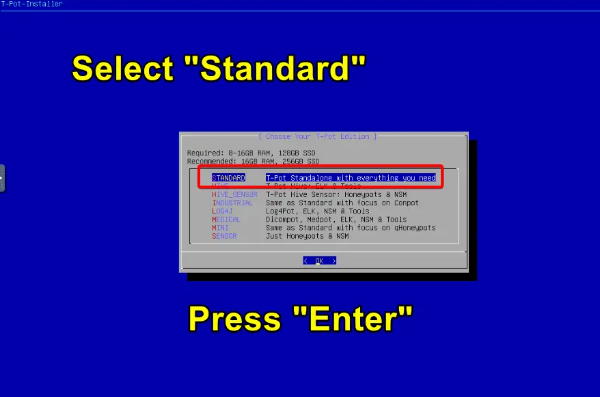 T-Pot-Installer
Select "Standard"
[ Choose Your T-Pot Edition ]
Required: 8-16GB RAM, 128GB SSD
Recommended: 16GB RAM, 256GB SSD
STANDARD T-Pot Standalone with everything you need
HIVE T-Pot Hive: ELK & Tools
HIVE_SENSOR T-Pot Hive Sensor: Honeypots & NSM
INDUSTRIAL Same as Standard with focus on Conpot
LOG4J Log4Pot, ELK, NSM & Tools
MEDICAL Dicompot, Medpot, ELK, NSM & Tools
MINI Same as Standard with focus on qHoneypots
SENSOR Just Honeypots & NSM
< OK >
Press "Enter"